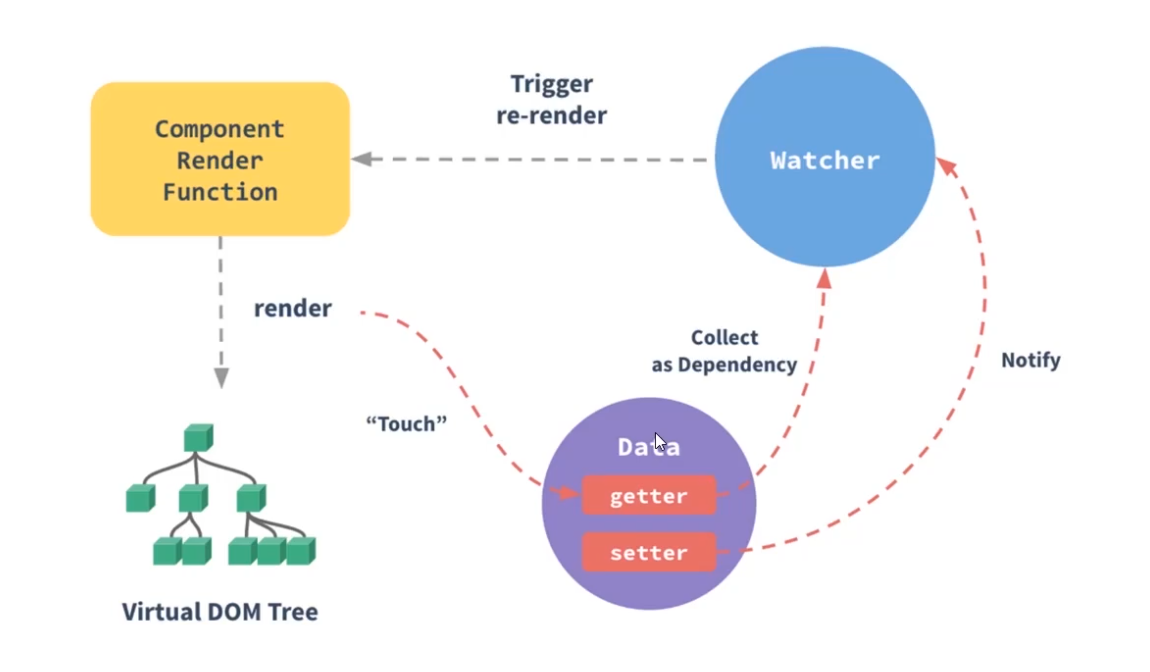 Trigger
re-render
Component
Render
Function
Watcher
render
Collect
as Dependency
Notify
“Touch”
Data
getter
setter
Virtual DOM Tree